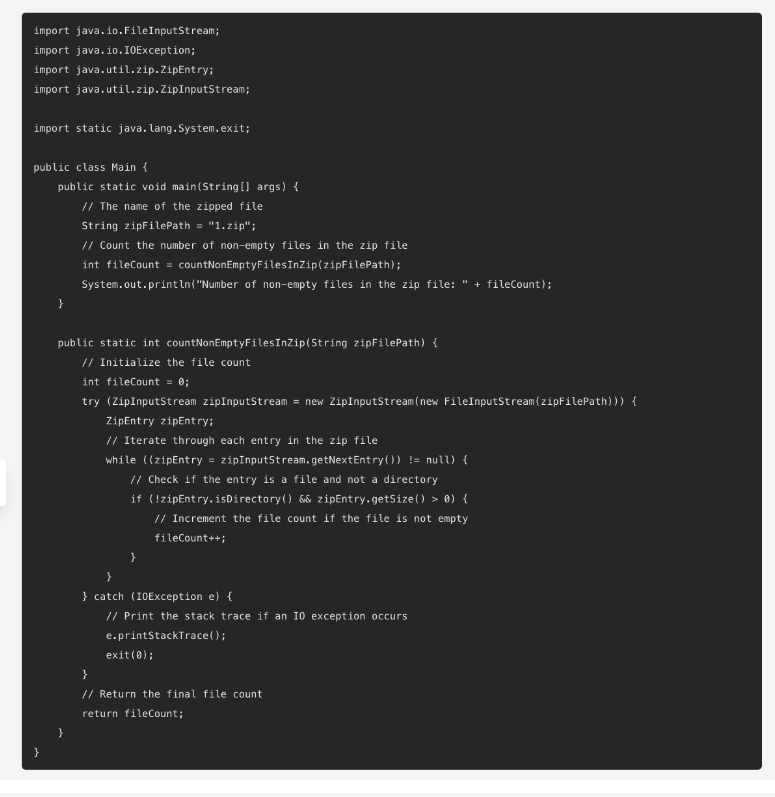 import java.io.FileInputStream;
import java.io.IOException;
import java.util.zip.ZipEntry;
import java.util.zip.ZipInputStream;

import static java.lang.System.exit;

public class Main {
    public static void main(String[] args) {
        // The name of the zipped file
        String zipFilePath = "1.zip";
        // Count the number of non-empty files in the zip file
        int fileCount = countNonEmptyFilesInZip(zipFilePath);
        System.out.println("Number of non-empty files in the zip file: " + fileCount);
    }

    public static int countNonEmptyFilesInZip(String zipFilePath) {
        // Initialize the file count
        int fileCount = 0;
        try (ZipInputStream zipInputStream = new ZipInputStream(new FileInputStream(zipFilePath))) {
            ZipEntry zipEntry;
            // Iterate through each entry in the zip file
            while ((zipEntry = zipInputStream.getNextEntry()) != null) {
                // Check if the entry is a file and not a directory
                if (!zipEntry.isDirectory() && zipEntry.getSize() > 0) {
                    // Increment the file count if the file is not empty
                    fileCount++;
                }
            }
        } catch (IOException e) {
            // Print the stack trace if an IO exception occurs
            e.printStackTrace();
            exit(0);
        }
        // Return the final file count
        return fileCount;
    }
}